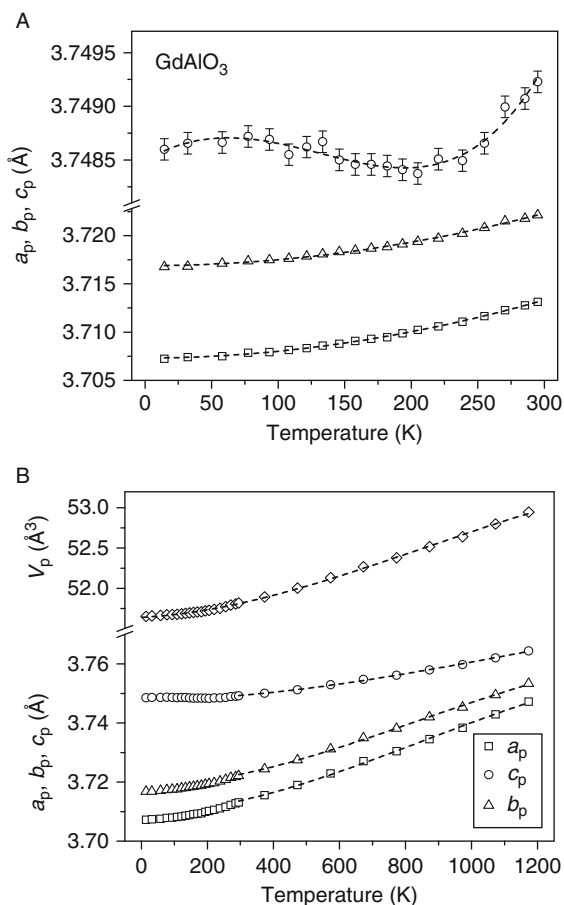 A
GdAlO₃
3.7495
3.7490
3.7485
3.720
3.715
3.710
3.705
aₚ, bₚ, cₚ (Å)
0 50 100 150 200 250 300
Temperature (K)
B
53.0
52.5
52.0
Vₚ (Å³)
3.76
3.74
3.72
3.70
aₚ, bₚ, cₚ (Å)
aₚ
cₚ
bₚ
0 200 400 600 800 1000 1200
Temperature (K)